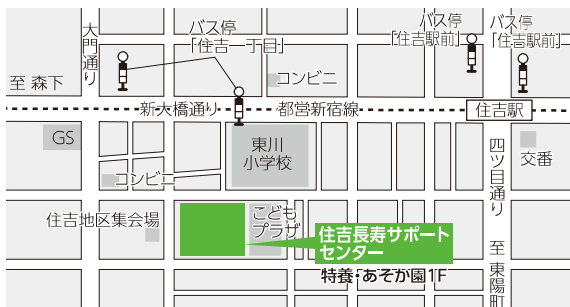 大門通り
バス停
「住吉一丁目」
バス停
「住吉駅前」
バス停
「住吉駅前」
至 森下
コンビニ
新大橋通り
都営新宿線
住吉駅
GS
東川
小学校
四ツ目通り
交番
コンビニ
住吉地区集会場
こども
プラザ
住吉長寿サポート
センター
特養・あそか園1F
至 東陽町